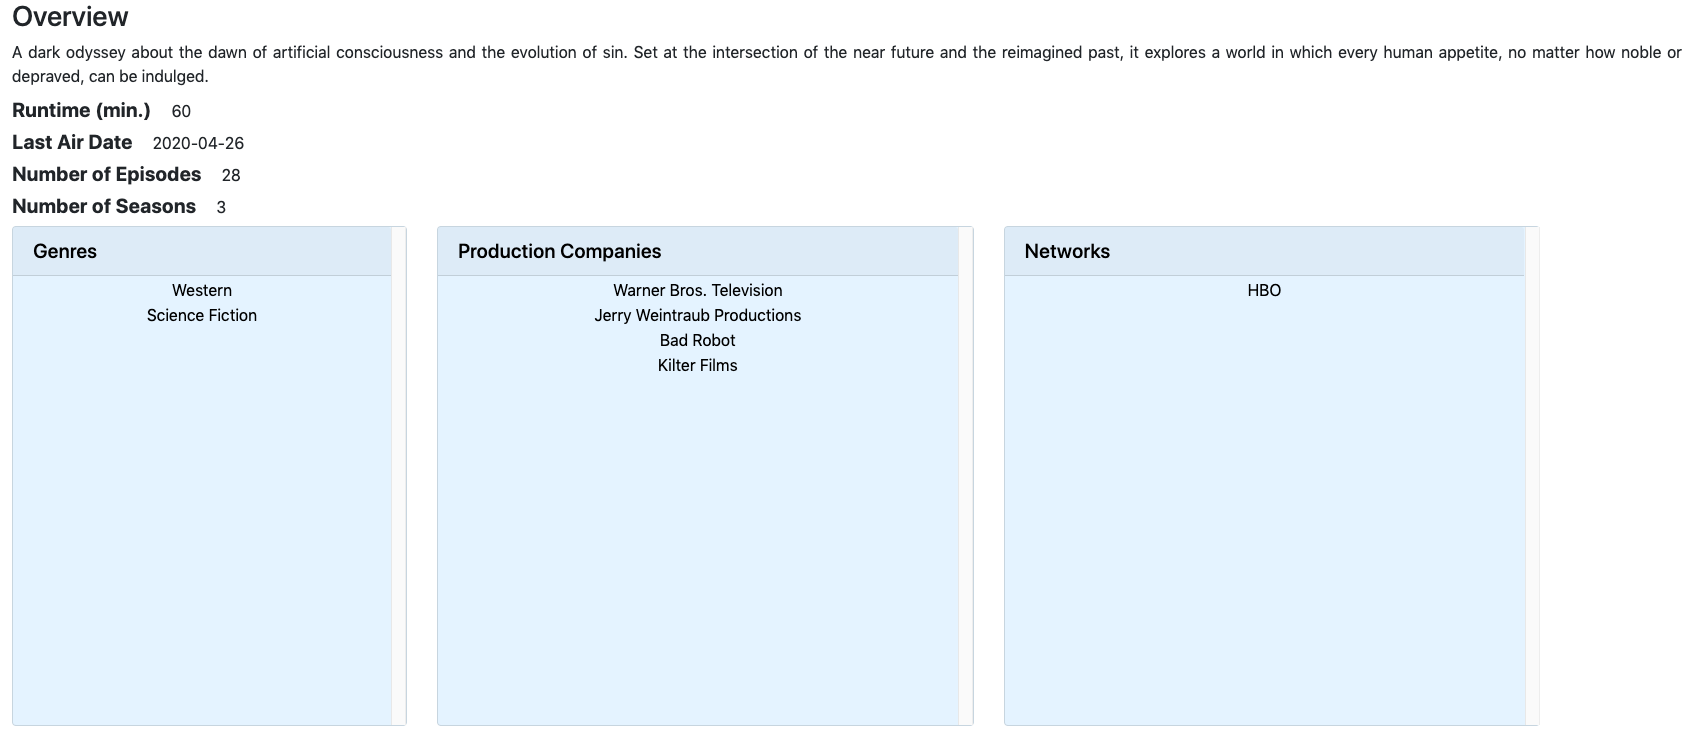 Overview
A dark odyssey about the dawn of artificial consciousness and the evolution of sin. Set at the intersection of the near future and the reimagined past, it explores a world in which every human appetite, no matter how noble or
depraved, can be indulged.
Runtime (min.) 60
Last Air Date 2020-04-26
Number of Episodes 28
Number of Seasons 3
Genres
Western
Science Fiction
Production Companies
Warner Bros. Television
Jerry Weintraub Productions
Bad Robot
Kilter Films
Networks
HBO